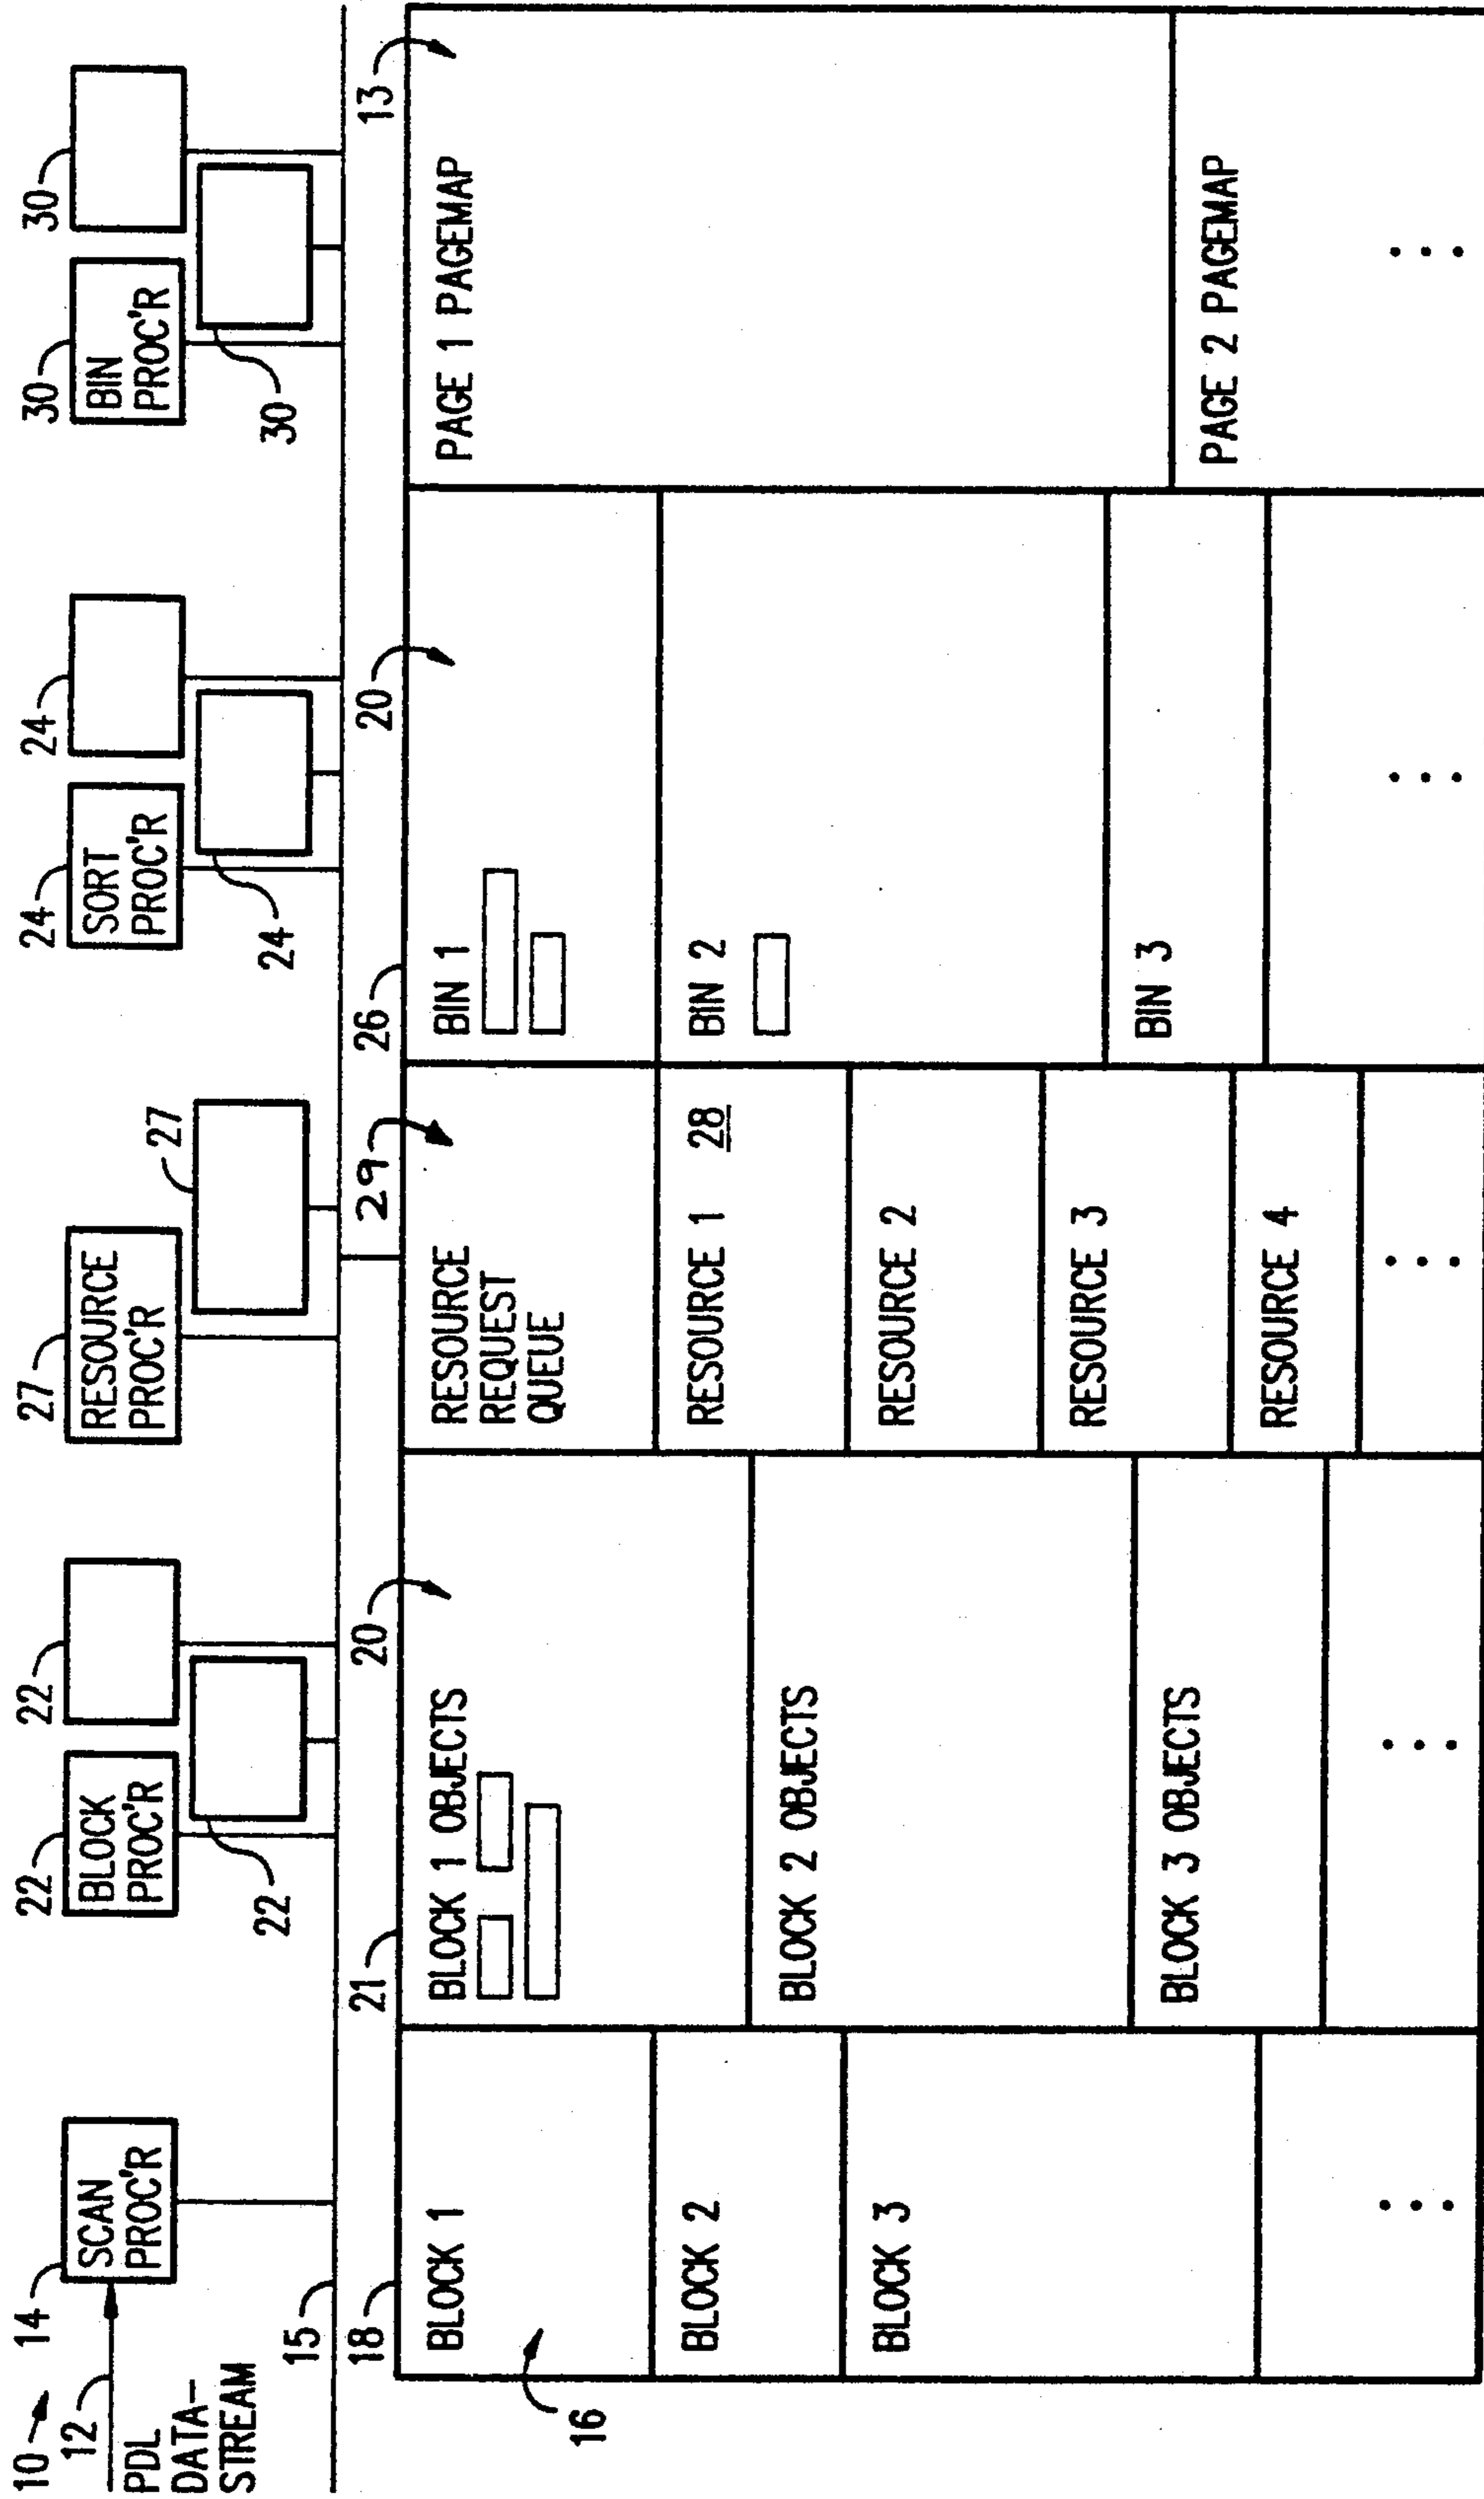 10
12
14
22
22
27
24
24
30
30
PDL
DATA-
STREAM
SCAN
PROC'R
BLOCK
PROC'R
RESOURCE
PROC'R
SORT
PROC'R
BIN
PROC'R
27
22
24
30
15
18
21
20
29
26
20
13
BLOCK 1
BLOCK 2
BLOCK 3
16
BLOCK 1 OBJECTS
BLOCK 2 OBJECTS
BLOCK 3 OBJECTS
RESOURCE
REQUEST
QUEUE
RESOURCE 1 28
RESOURCE 2
RESOURCE 3
RESOURCE 4
BIN 1
BIN 2
BIN 3
PAGE 1 PAGEMAP
PAGE 2 PAGEMAP